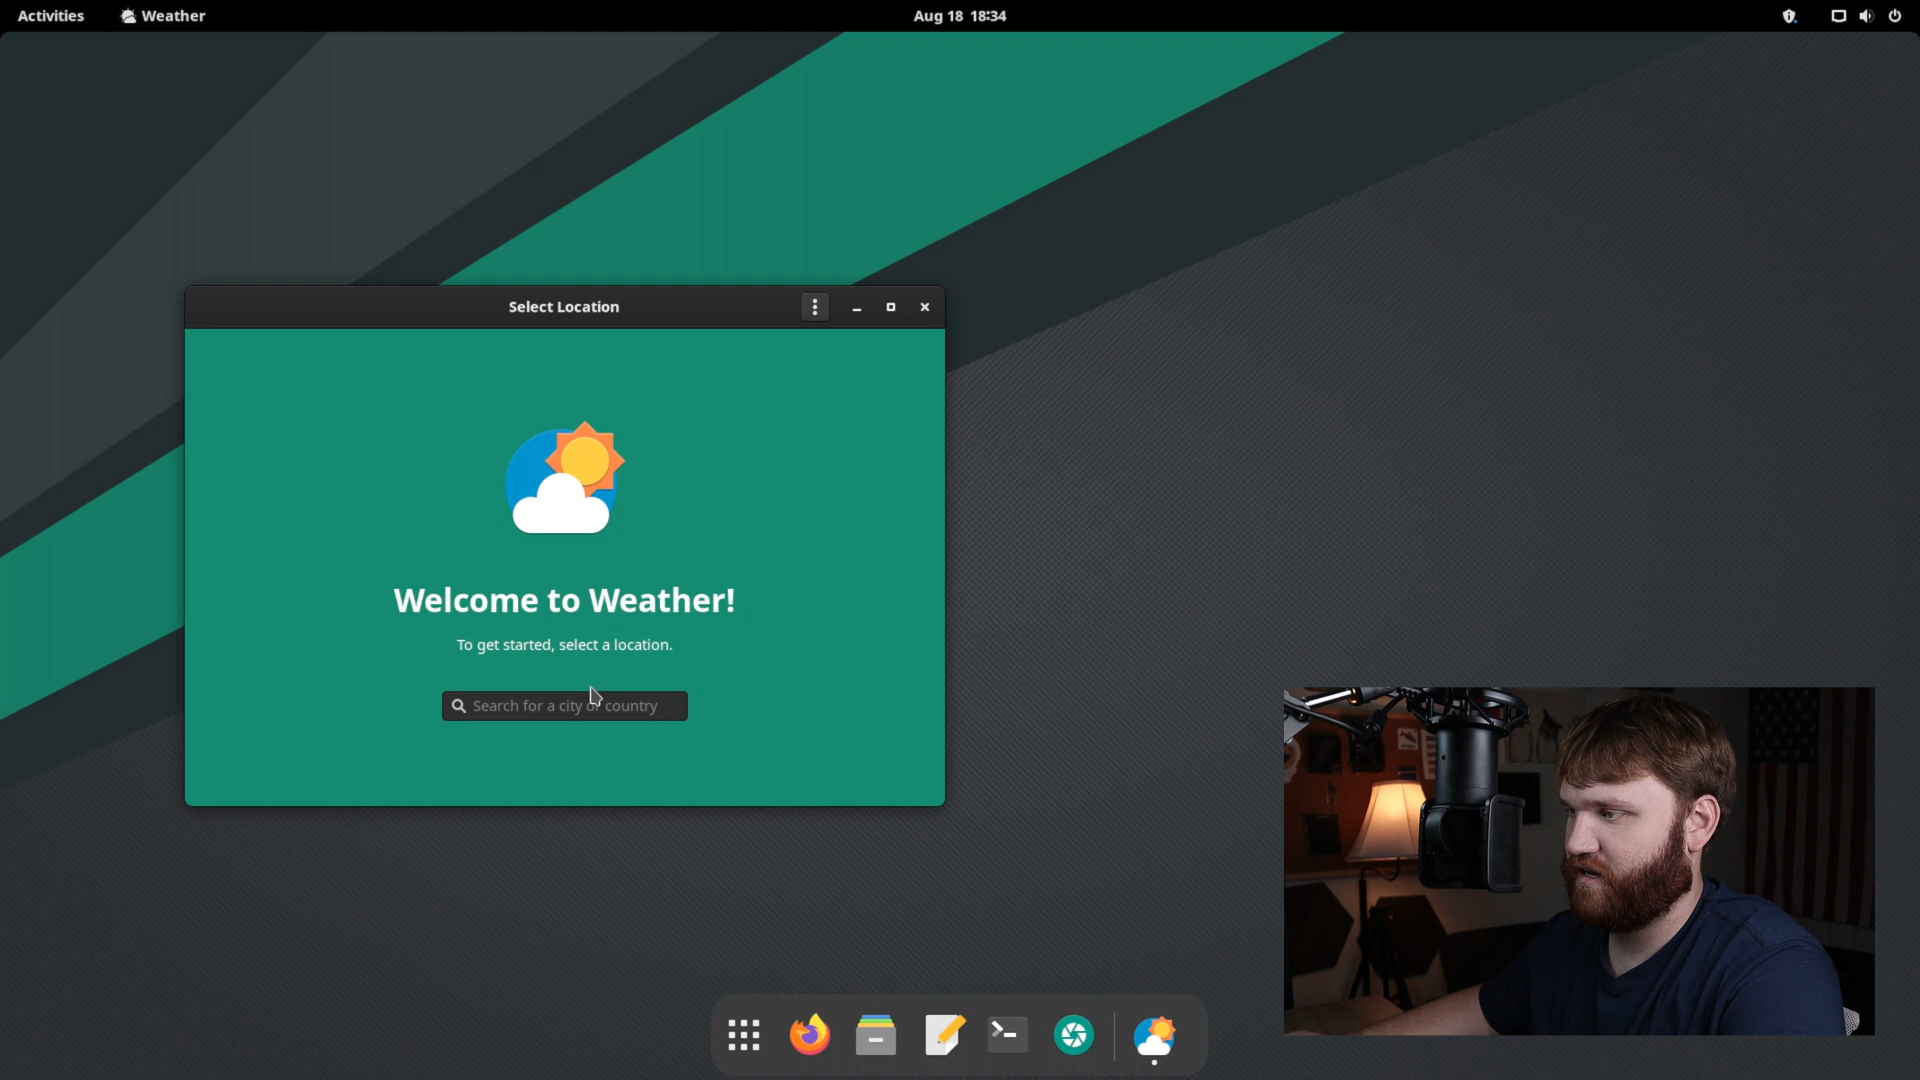 Activities
Weather
Aug 18 18:34
Select Location
Welcome to Weather!
To get started, select a location.
Search for a city or country